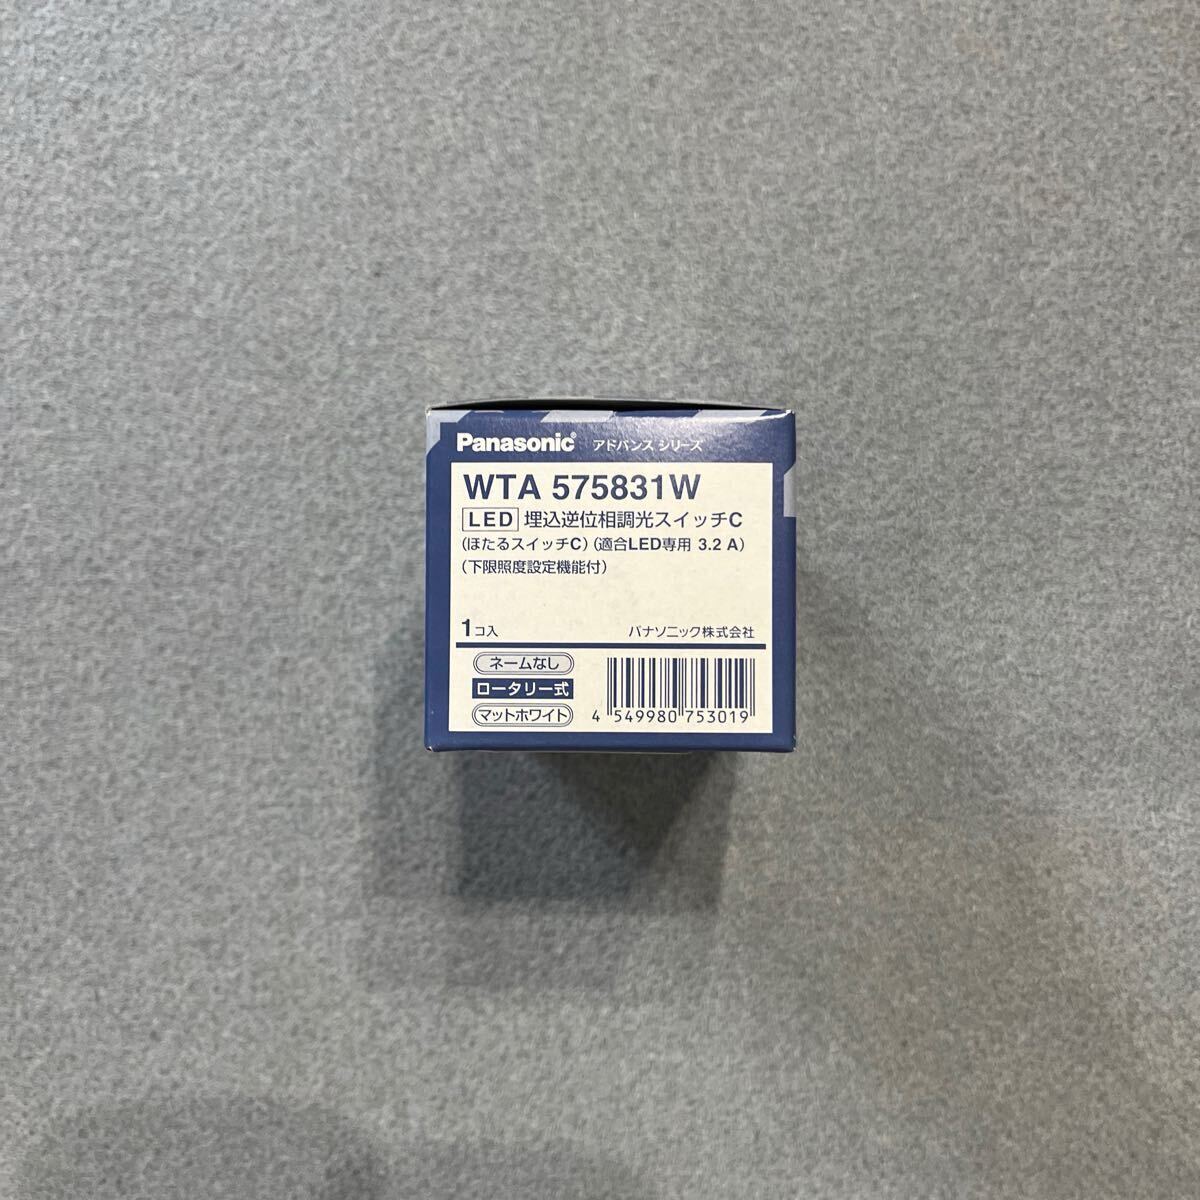 Panasonic® アドバンス シリーズ
WTA 575831W
LED 埋込逆位相調光スイッチC
(ほたるスイッチC) (適合LED専用 3.2 A)
(下限照度設定機能付)
1コ入 パナソニック株式会社
ネームなし
ロータリー式
マットホワイト
4 549980 753019